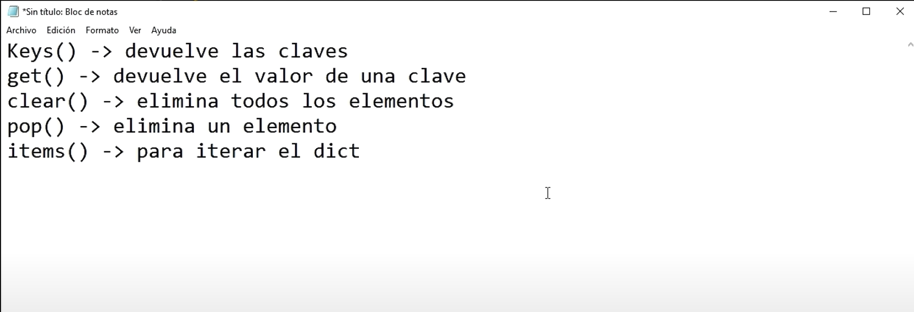 *Sin título: Bloc de notas
Archivo Edición Formato Ver Ayuda
Keys() -> devuelve las claves
get() -> devuelve el valor de una clave
clear() -> elimina todos los elementos
pop() -> elimina un elemento
items() -> para iterar el dict